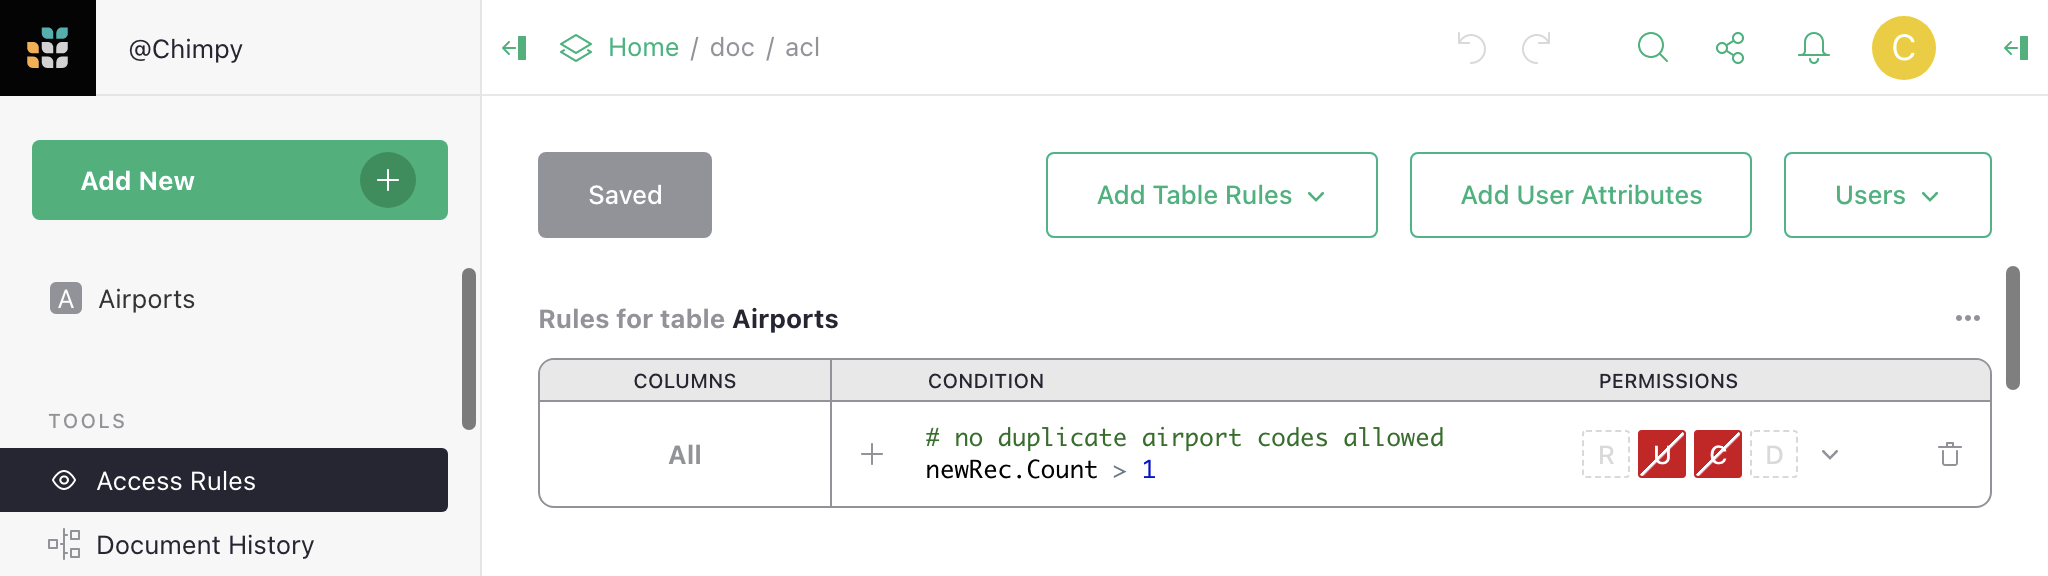 @Chimpy
Home / doc / acl
C
Add New
Saved
Add Table Rules
Add User Attributes
Users
A Airports
Rules for table Airports
COLUMNS CONDITION PERMISSIONS
All
# no duplicate airport codes allowed
newRec.Count > 1
R U C D
TOOLS
Access Rules
Document History